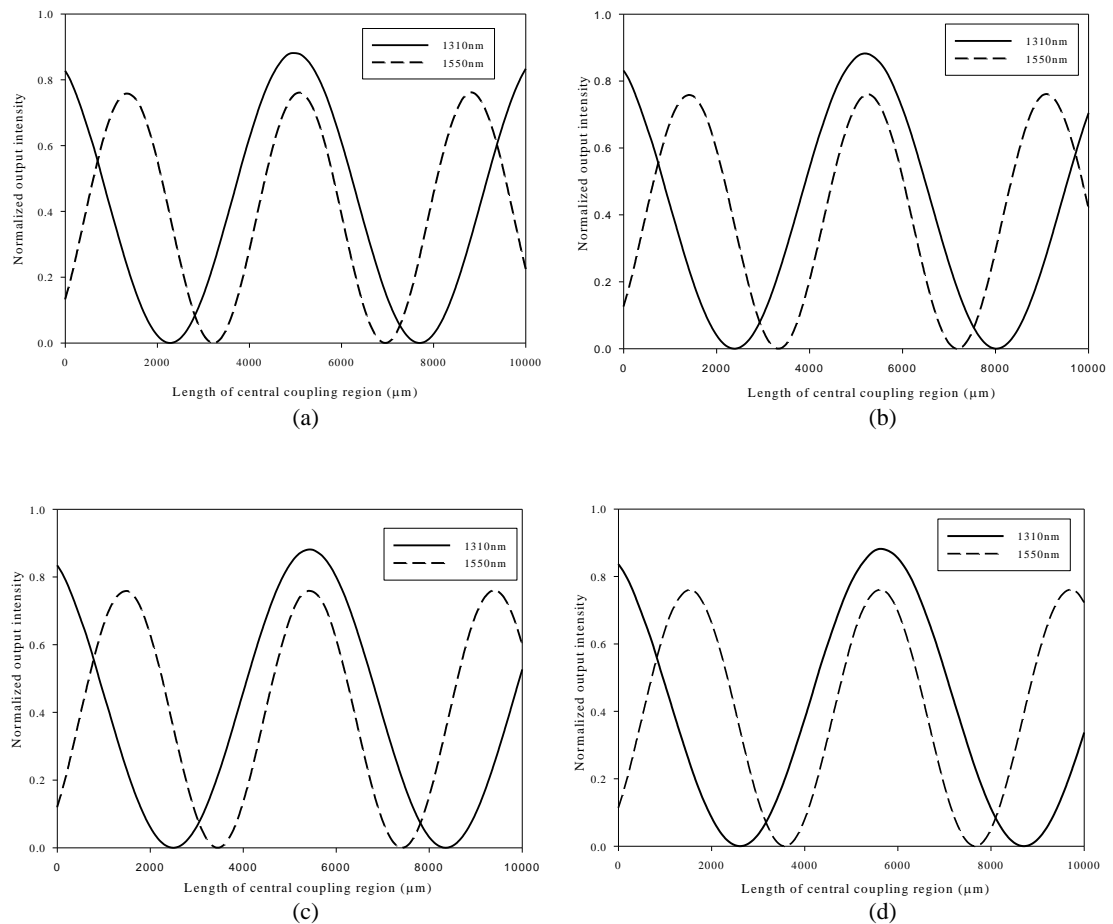 1.0
0.8
0.6
0.4
0.2
0.0
Normalized output intensity
1310nm
1550nm
0 2000 4000 6000 8000 10000
Length of central coupling region (µm)
(a)
1.0
0.8
0.6
0.4
0.2
0.0
Normalized output intensity
1310nm
1550nm
0 2000 4000 6000 8000 10000
Length of central coupling region (µm)
(b)
1.0
0.8
0.6
0.4
0.2
0.0
Normalized output intensity
1310nm
1550nm
0 2000 4000 6000 8000 10000
Length of central coupling region (µm)
(c)
1.0
0.8
0.6
0.4
0.2
0.0
Normalized output intensity
1310nm
1550nm
0 2000 4000 6000 8000 10000
Length of central coupling region (µm)
(d)